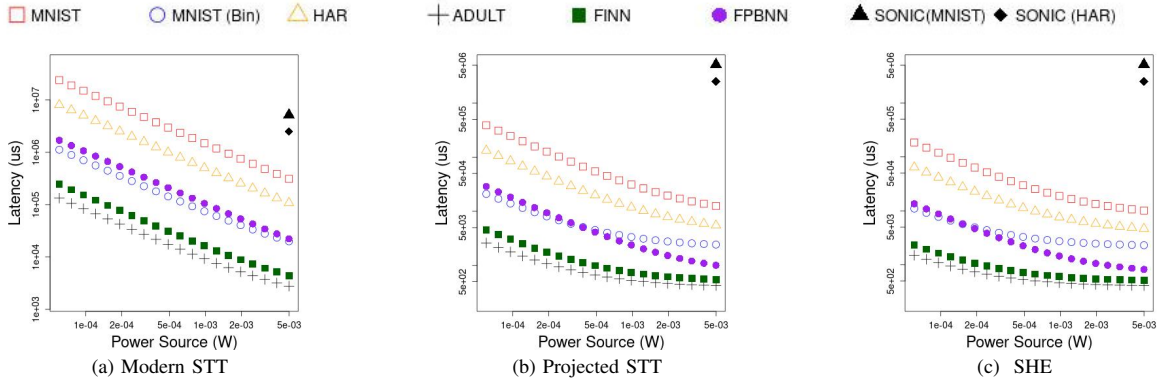 MNIST MNIST (Bin) HAR ADULT FINN FPBNN SONIC(MNIST) SONIC (HAR)
Latency (us)
1e+07
1e+06
1e+05
1e+04
1e+03
1e-04 2e-04 5e-04 1e-03 2e-03 5e-03
Power Source (W)
(a) Modern STT
Latency (us)
5e+06
5e+05
5e+04
5e+03
5e+02
1e-04 2e-04 5e-04 1e-03 2e-03 5e-03
Power Source (W)
(b) Projected STT
Latency (us)
5e+06
5e+05
5e+04
5e+03
5e+02
1e-04 2e-04 5e-04 1e-03 2e-03 5e-03
Power Source (W)
(c) SHE